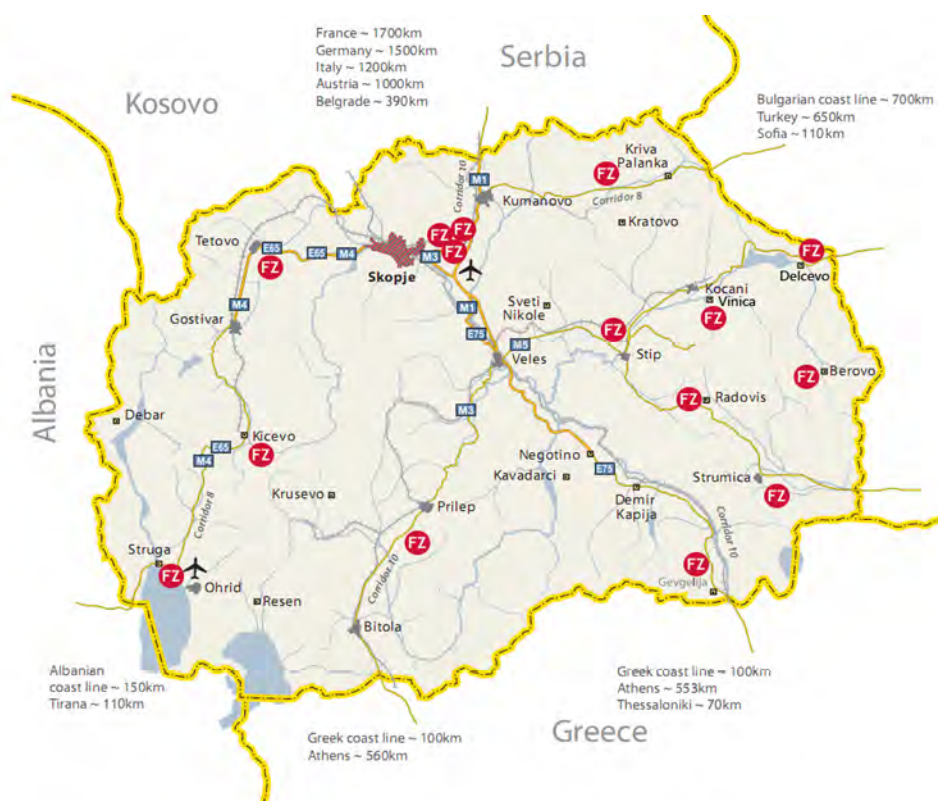 France ~ 1700km
Germany ~ 1500km
Italy ~ 1200km
Austria ~ 1000km
Belgrade ~ 390km
Serbia
Kosovo
Bulgarian coast line ~ 700km
Turkey ~ 650km
Sofia ~ 110km
Corridor 10
M1
Kriva
Palanka
FZ
Kumanovo
Corridor 8
Kratovo
Tetovo
E65
E65
M4
FZ
Skopje
M3
FZ
FZ
FZ
FZ
Delcevo
Kocani
Vinica
FZ
M4
Gostivar
M1
E75
Sveti
Nikole
M5
FZ
Stip
Veles
Albania
FZ
Berovo
FZ
Radovis
Debar
M3
Kicevo
E65
M4
FZ
Corridor 8
Krusevo
Negotino
E75
Kavadarci
Demir
Kapija
Strumica
FZ
Prilep
FZ
Corridor 10
Corridor 10
Struga
FZ
Ohrid
Resen
Bitola
FZ
Gevgelija
Albanian
coast line ~ 150km
Tirana ~ 110km
Greek coast line ~ 100km
Athens ~ 553km
Thessaloniki ~ 70km
Greek coast line ~ 100km
Athens ~ 560km
Greece